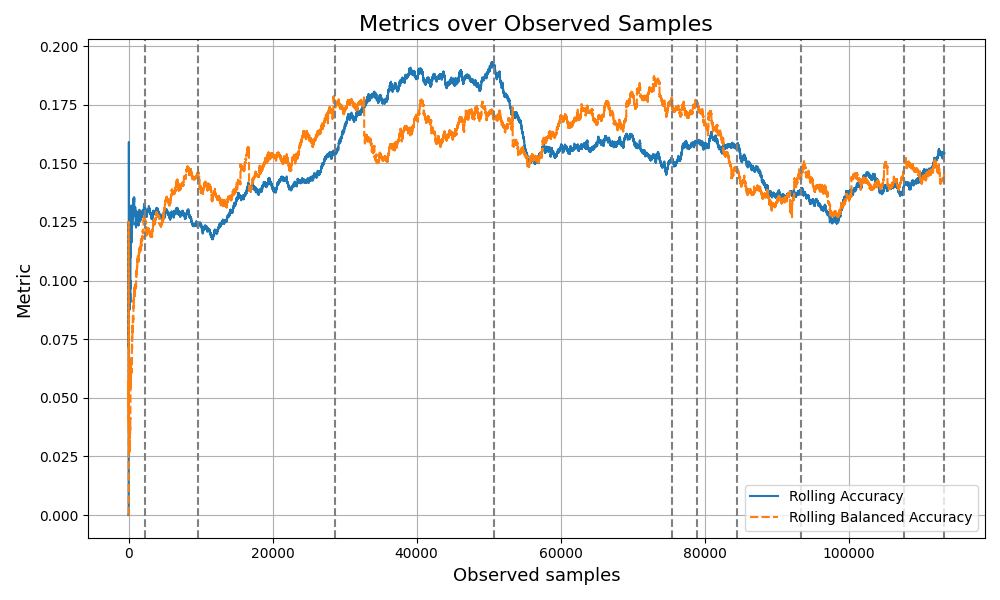 Metrics over Observed Samples
Metric
0.200
0.175
0.150
0.125
0.100
0.075
0.050
0.025
0.000
0 20000 40000 60000 80000 100000
Observed samples
Rolling Accuracy
Rolling Balanced Accuracy